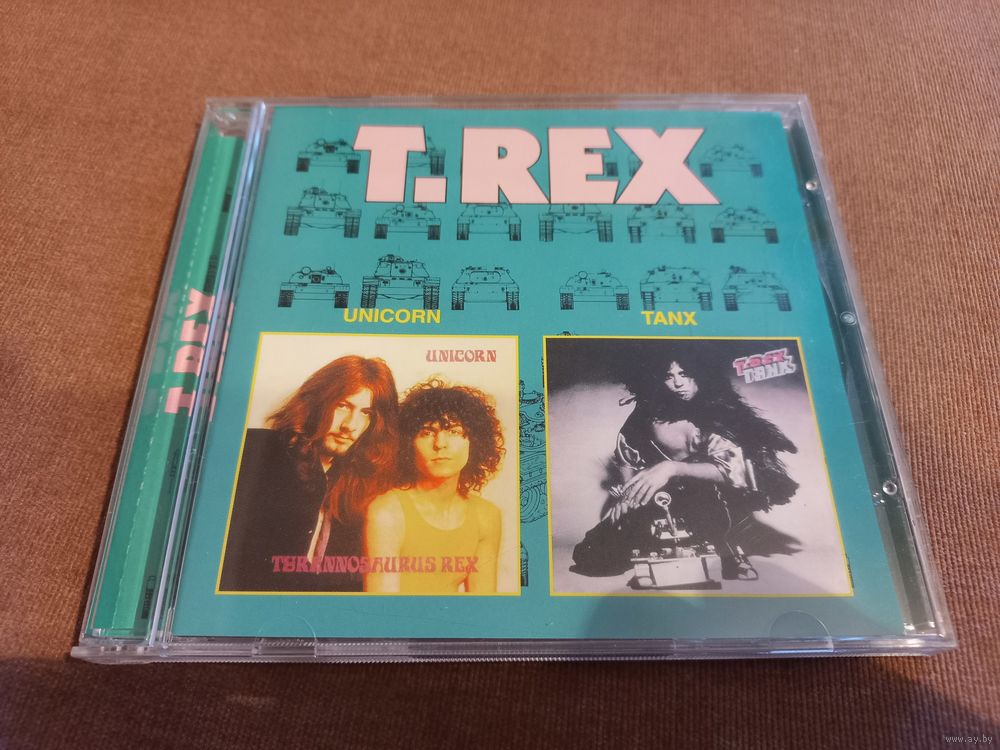 T.REX
UNICORN
TANX
UNICORN
TYRANNOSAURUS REX
T.REX
TANX
T.REX
www.ay.by